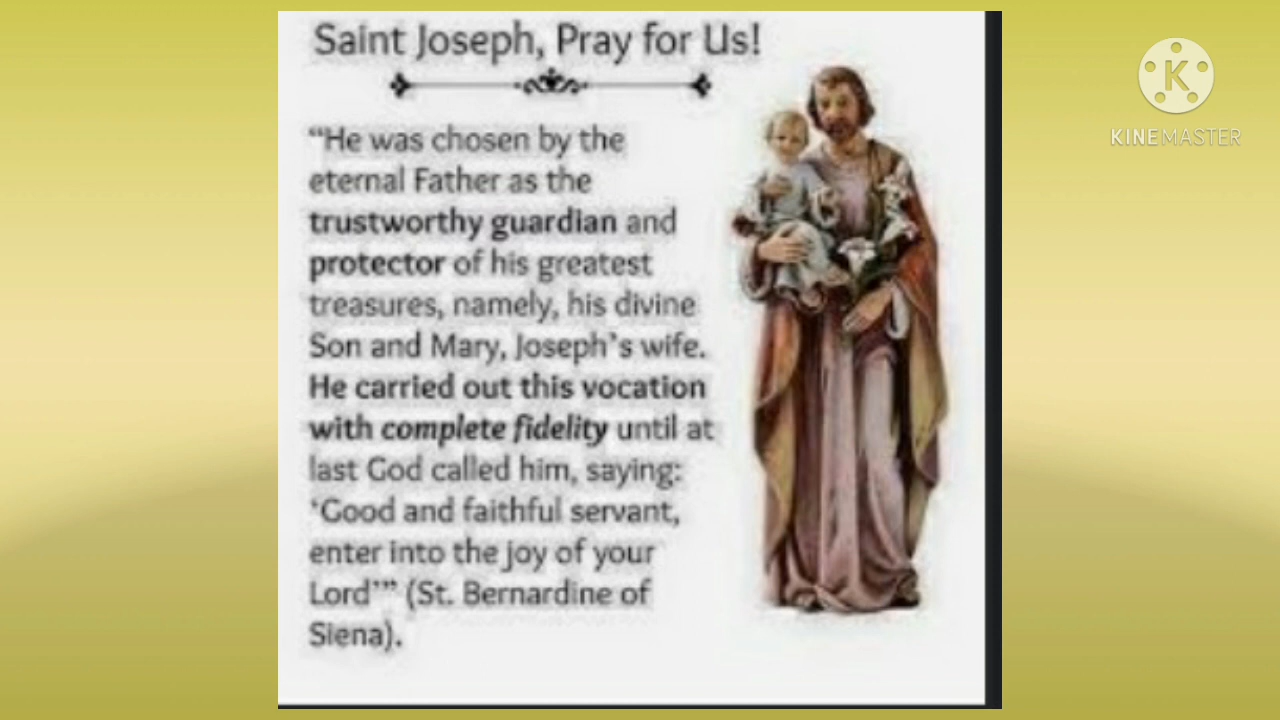 Saint Joseph, Pray for Us!
“He was chosen by the
eternal Father as the
trustworthy guardian and
protector of his greatest
treasures, namely, his divine
Son and Mary, Joseph’s wife.
He carried out this vocation
with complete fidelity until at
last God called him, saying:
‘Good and faithful servant,
enter into the joy of your
Lord’” (St. Bernardine of
Siena).
K
KINEMASTER